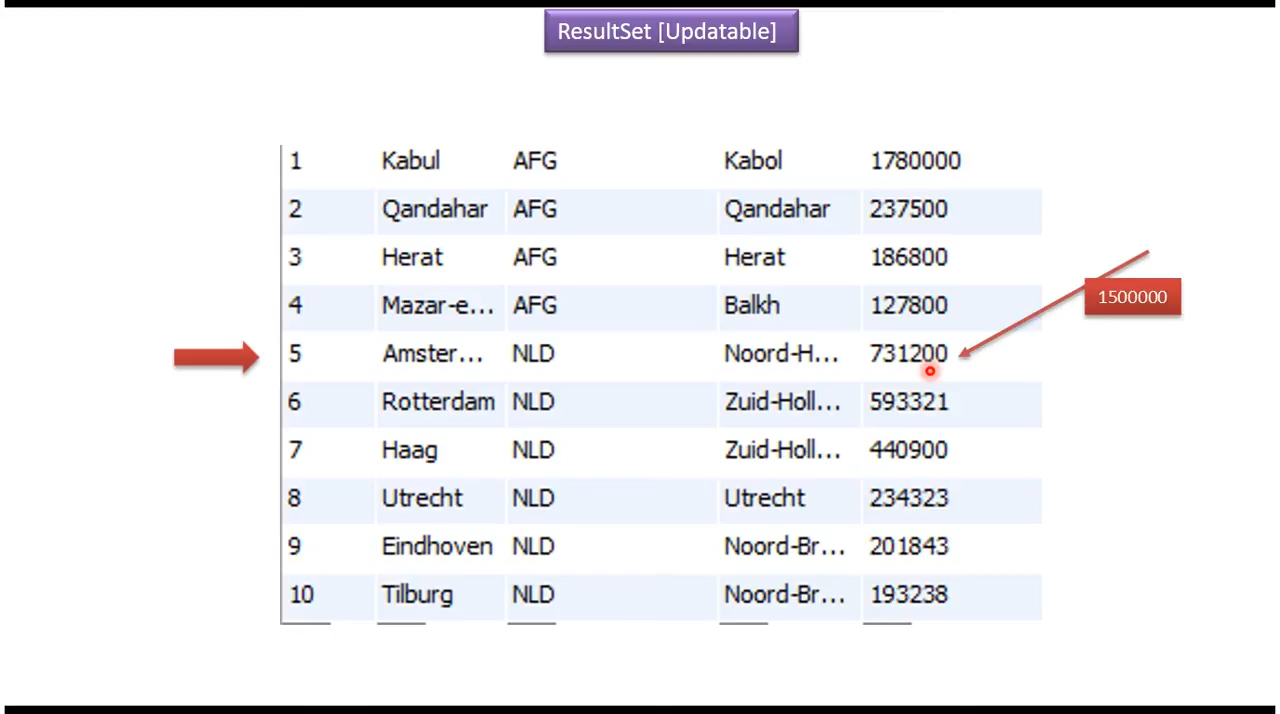 ResultSet [Updatable]
1 Kabul AFG Kabol 1780000
2 Qandahar AFG Qandahar 237500
3 Herat AFG Herat 186800
4 Mazar-e... AFG Balkh 127800
1500000
5 Amster... NLD Noord-H... 731200
6 Rotterdam NLD Zuid-Holl... 593321
7 Haag NLD Zuid-Holl... 440900
8 Utrecht NLD Utrecht 234323
9 Eindhoven NLD Noord-Br... 201843
10 Tilburg NLD Noord-Br... 193238